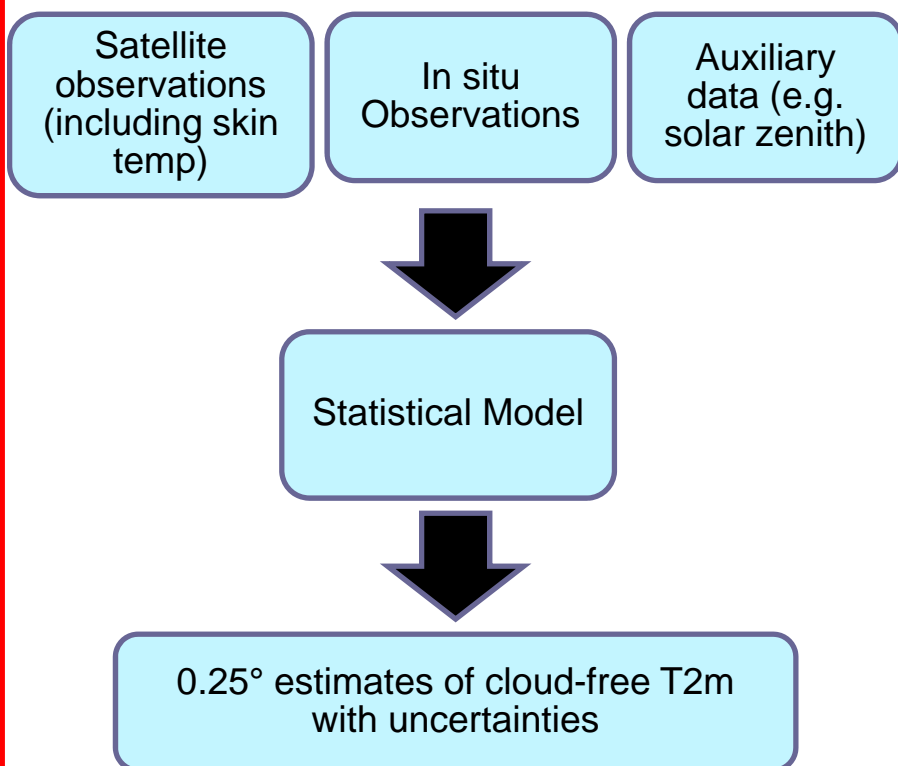 Satellite
observations
(including skin
temp)
In situ
Observations
Auxiliary
data (e.g.
solar zenith)
Statistical Model
0.25° estimates of cloud-free T2m
with uncertainties